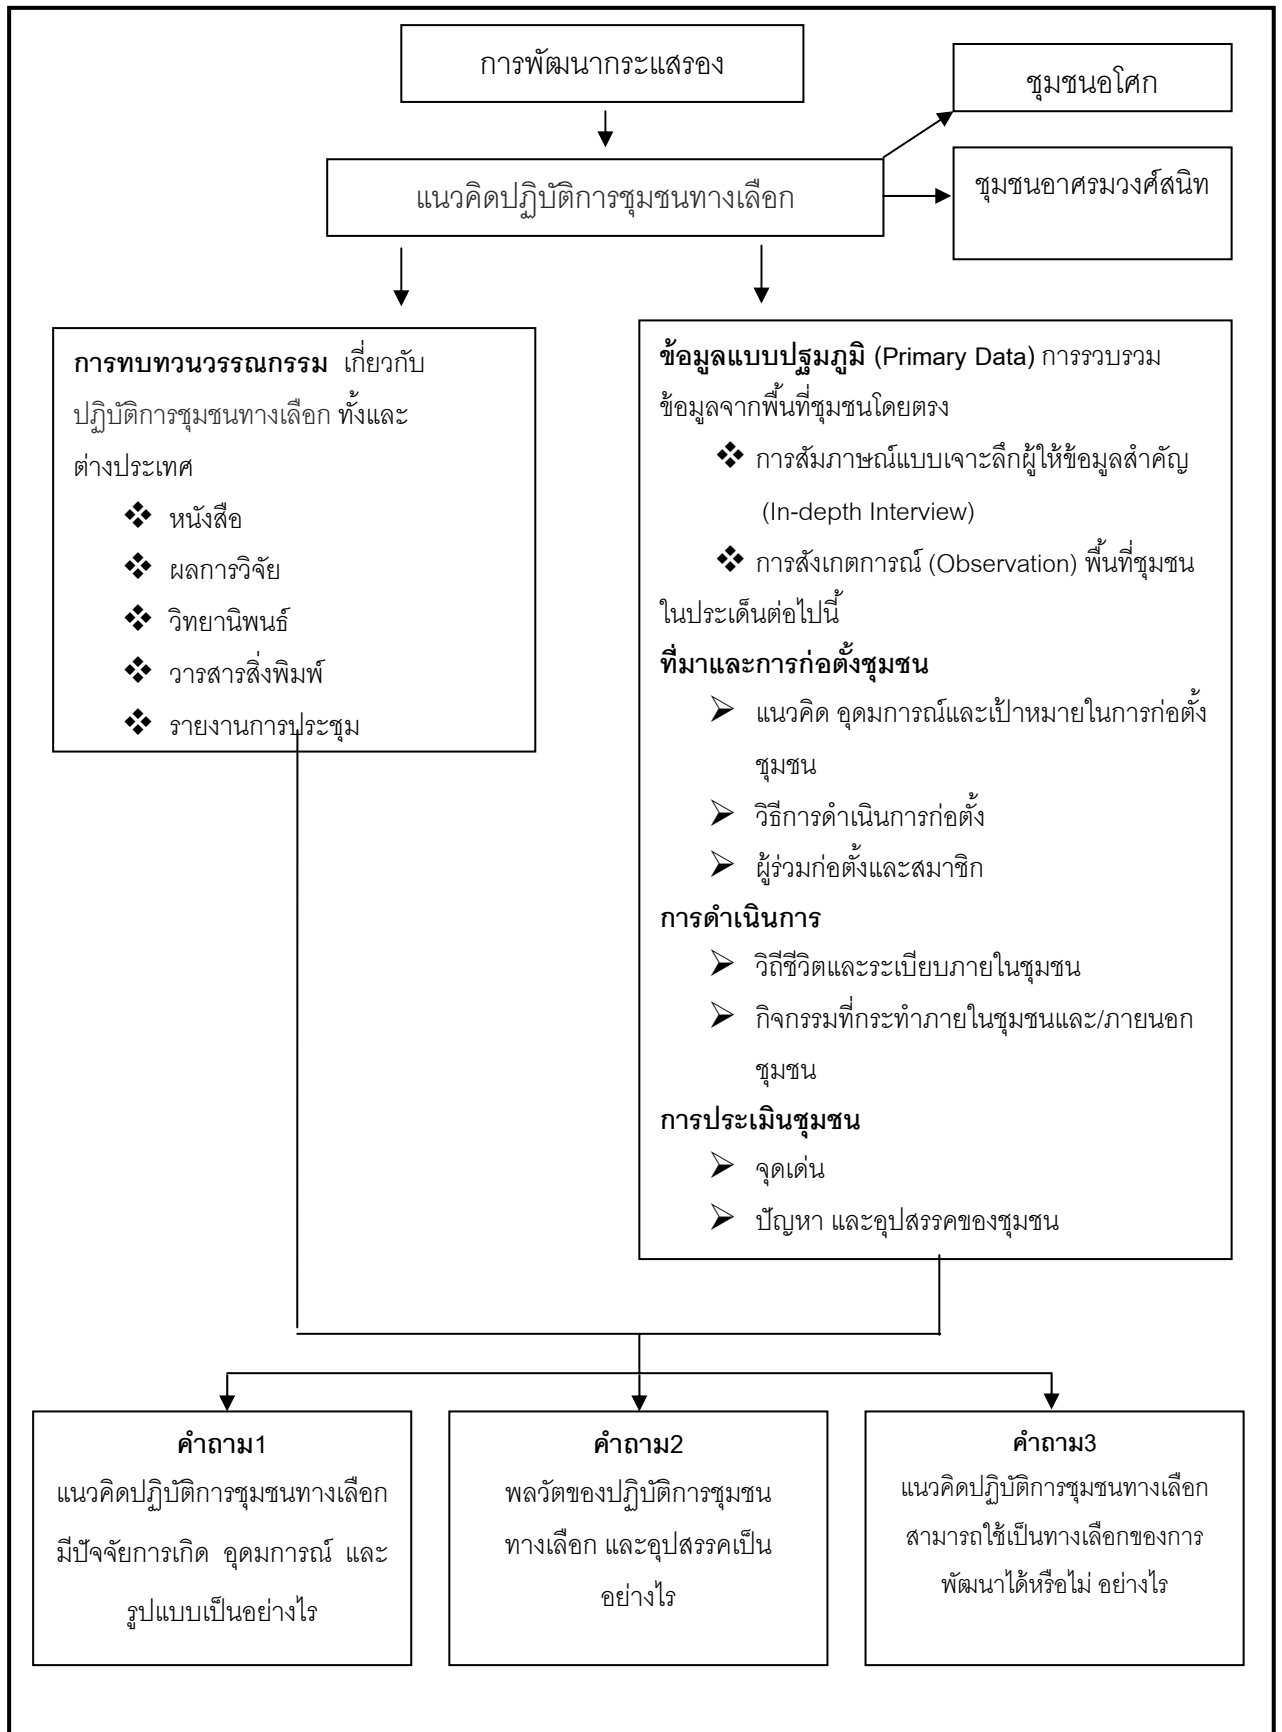 การพัฒนากระแสรอง
ชุมชนอโศก
แนวคิดปฏิบัติการชุมชนทางเลือก
ชุมชนอาศรมวงศ์สนิท
การทบทวนวรรณกรรม เกี่ยวกับ
ปฏิบัติการชุมชนทางเลือก ทั้งและ
ต่างประเทศ
❖ หนังสือ
❖ ผลการวิจัย
❖ วิทยานิพนธ์
❖ วารสารสิ่งพิมพ์
❖ รายงานการประชุม
ข้อมูลแบบปฐมภูมิ (Primary Data) การรวบรวม
ข้อมูลจากพื้นที่ชุมชนโดยตรง
❖ การสัมภาษณ์แบบเจาะลึกผู้ให้ข้อมูลสำคัญ
(In-depth Interview)
❖ การสังเกตการณ์ (Observation) พื้นที่ชุมชน
ในประเด็นต่อไปนี้
ที่มาและการก่อตั้งชุมชน
➢ แนวคิด อุดมการณ์และเป้าหมายในการก่อตั้ง
ชุมชน
➢ วิธีการดำเนินการก่อตั้ง
➢ ผู้ร่วมก่อตั้งและสมาชิก
การดำเนินการ
➢ วิถีชีวิตและระเบียบภายในชุมชน
➢ กิจกรรมที่กระทำภายในชุมชนและ/ภายนอก
ชุมชน
การประเมินชุมชน
➢ จุดเด่น
➢ ปัญหา และอุปสรรคของชุมชน
คำถาม1
แนวคิดปฏิบัติการชุมชนทางเลือก
มีปัจจัยการเกิด อุดมการณ์ และ
รูปแบบเป็นอย่างไร
คำถาม2
พลวัตของปฏิบัติการชุมชน
ทางเลือก และอุปสรรคเป็น
อย่างไร
คำถาม3
แนวคิดปฏิบัติการชุมชนทางเลือก
สามารถใช้เป็นทางเลือกของการ
พัฒนาได้หรือไม่ อย่างไร